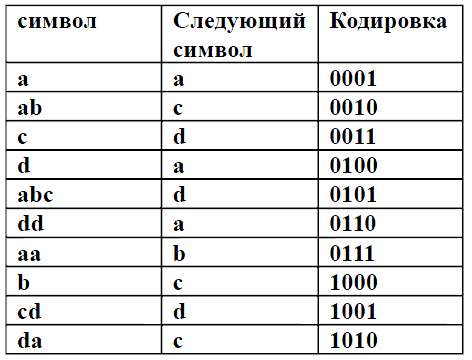 символ Следующий символ Кодировка
a a 0001
ab c 0010
c d 0011
d a 0100
abc d 0101
dd a 0110
aa b 0111
b c 1000
cd d 1001
da c 1010